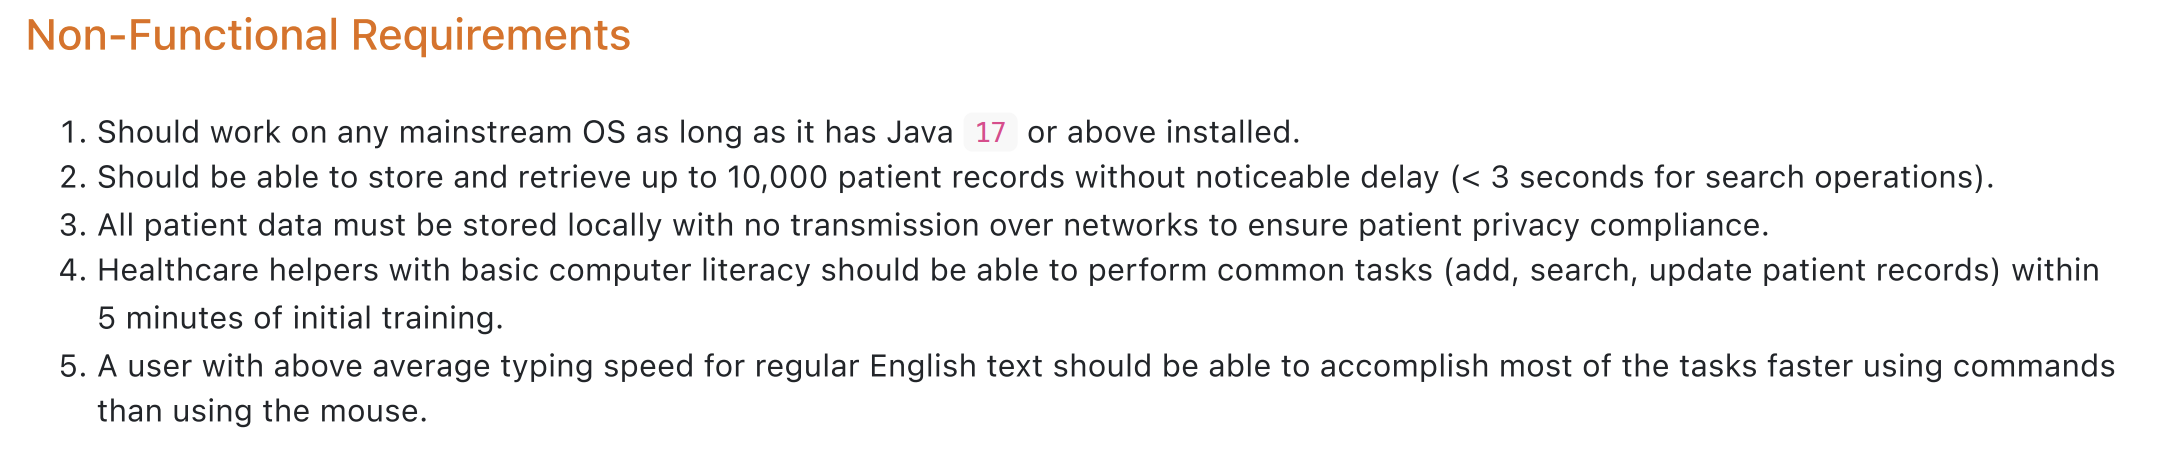 Non-Functional Requirements
1. Should work on any mainstream OS as long as it has Java 17 or above installed.
2. Should be able to store and retrieve up to 10,000 patient records without noticeable delay (< 3 seconds for search operations).
3. All patient data must be stored locally with no transmission over networks to ensure patient privacy compliance.
4. Healthcare helpers with basic computer literacy should be able to perform common tasks (add, search, update patient records) within
5 minutes of initial training.
5. A user with above average typing speed for regular English text should be able to accomplish most of the tasks faster using commands
than using the mouse.